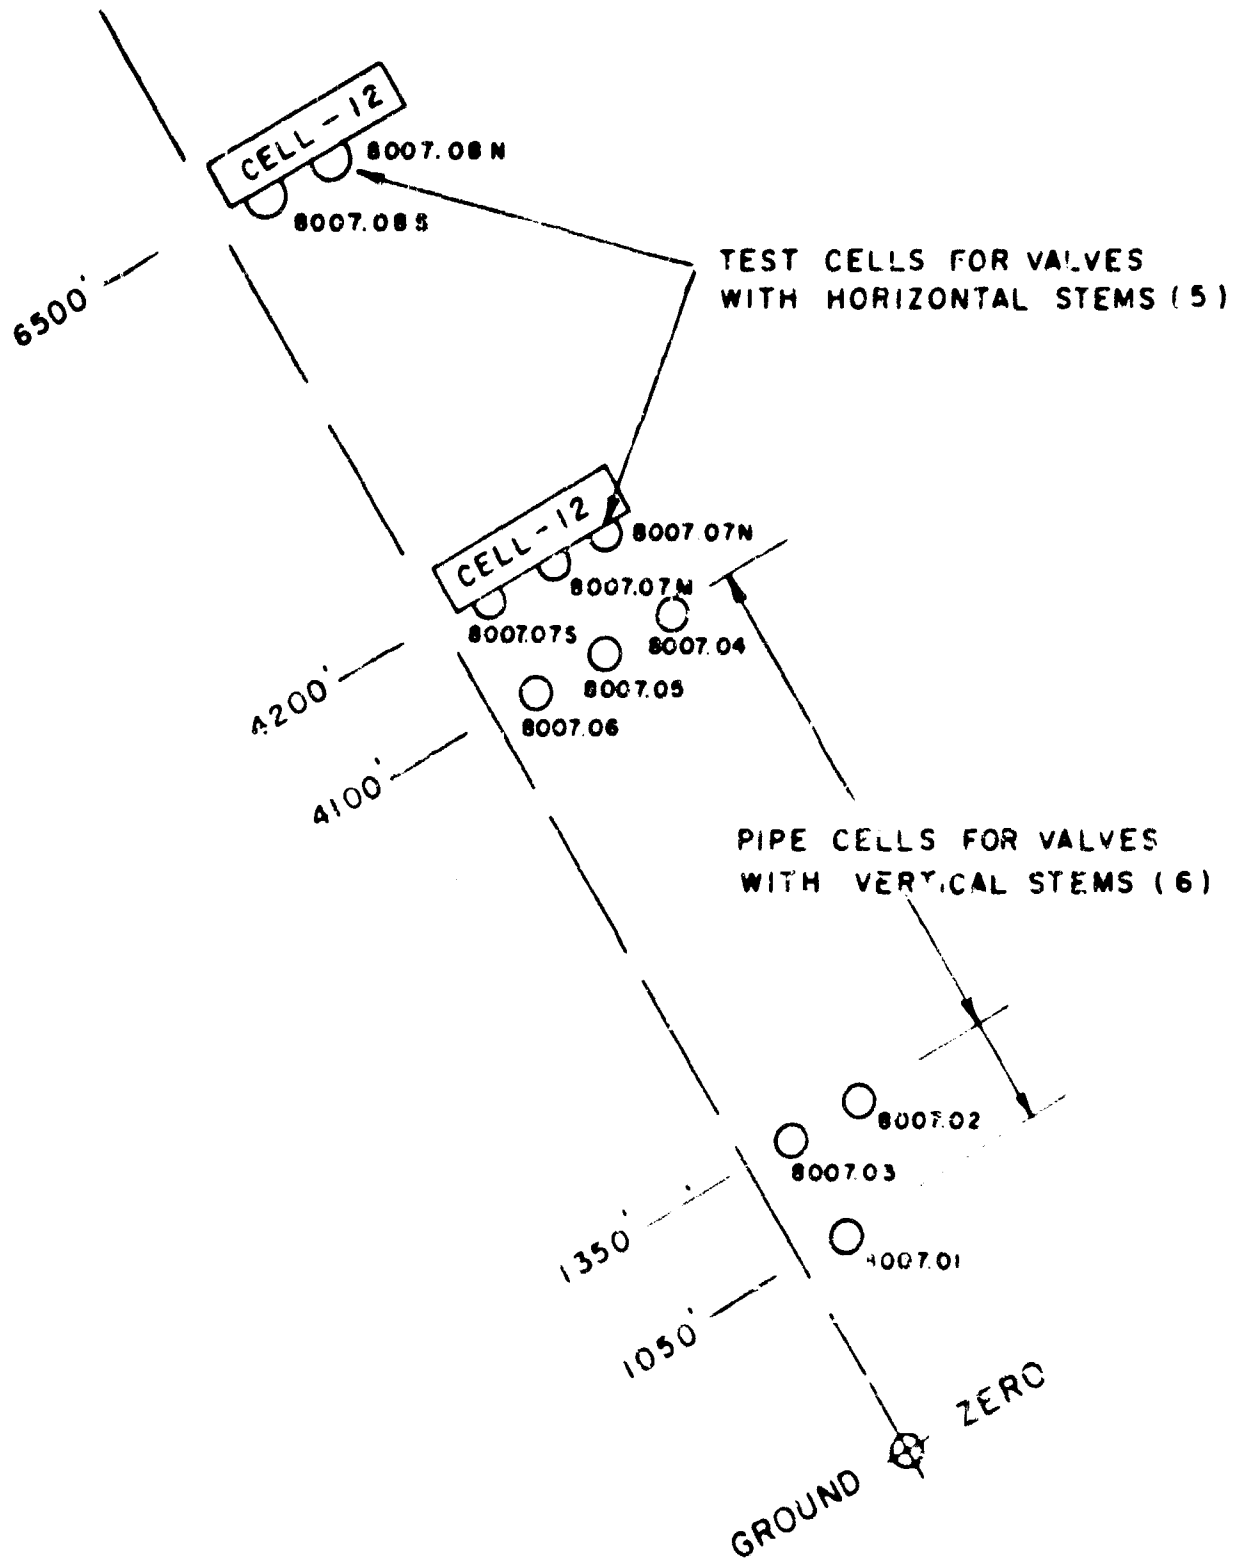 CELL - 12
8007.08N
8007.08S
6500'
TEST CELLS FOR VALVES
WITH HORIZONTAL STEMS (5)
CELL - 12
8007.07N
8007.07M
8007.07S
8007.04
8007.05
8007.06
4200'
4100'
PIPE CELLS FOR VALVES
WITH VERTICAL STEMS (6)
8007.02
8007.03
1350'
8007.01
1050'
GROUND ZERO